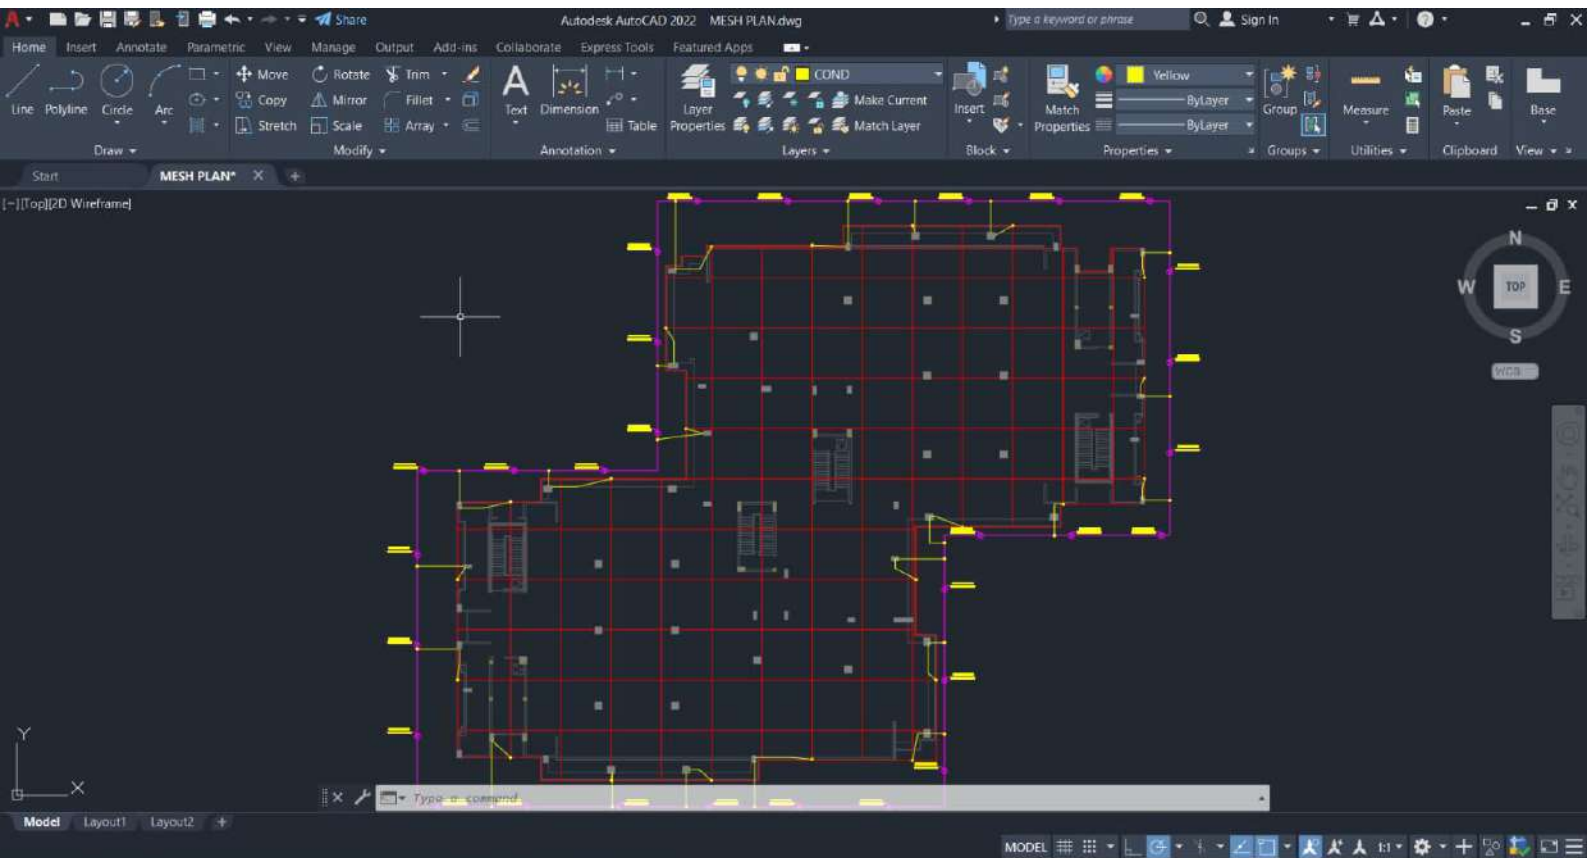 Share
Autodesk AutoCAD 2022 MESH PLAN.dwg
Type a keyword or phrase
Sign In
Home Insert Annotate Parametric View Manage Output Add-ins Collaborate Express Tools Featured Apps
Line Polyline Circle Arc
Move Rotate Trim
Copy Mirror Fillet
Stretch Scale Array
Text Dimension
Table
Layer Properties
COND
Make Current
Match Layer
Insert
Match Properties
Yellow
ByLayer
ByLayer
Group
Measure
Paste
Base
Draw Modify Annotation Layers Block Properties Groups Utilities Clipboard View
Start MESH PLAN*
[−][Top][2D Wireframe]
N
W TOP E
S
WCS
Y
X
Type a command
Model Layout1 Layout2
MODEL 1:1